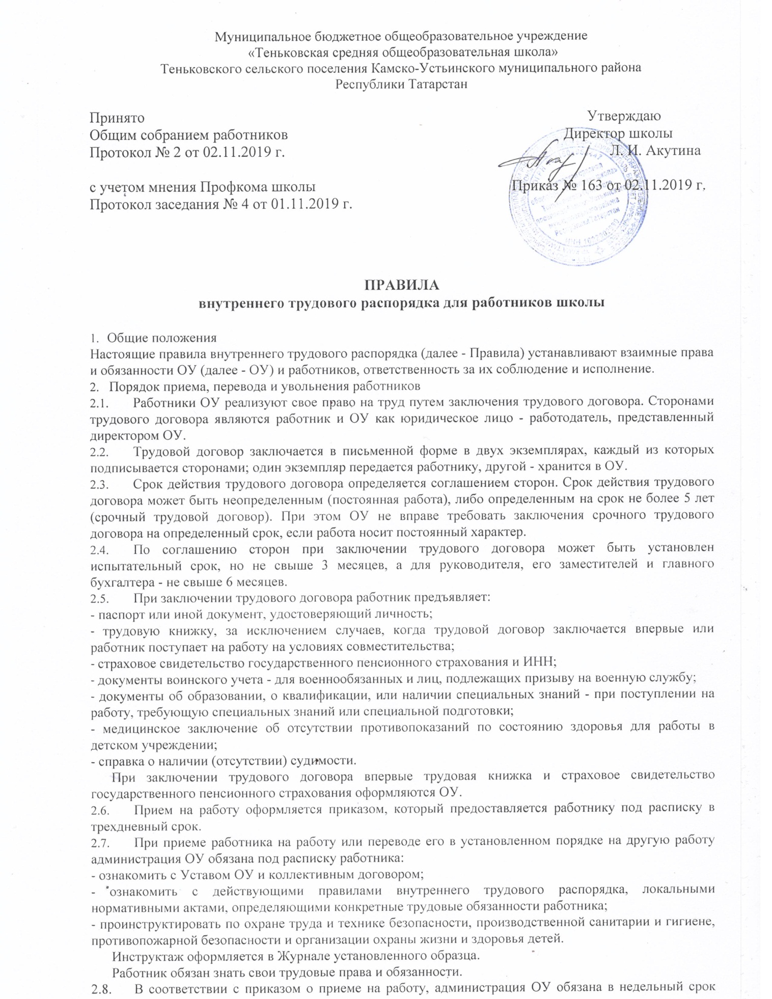 Муниципальное бюджетное общеобразовательное учреждение
«Теньковская средняя общеобразовательная школа»
Теньковского сельского поселения Камско-Устьинского муниципального района
Республики Татарстан
Принято
Общим собранием работников
Протокол № 2 от 02.11.2019 г.
с учетом мнения Профкома школы
Протокол заседания № 4 от 01.11.2019 г.
Утверждаю
Директор школы
Л. И. Акутина
Приказ № 163 от 02.11.2019 г.
ПРАВИЛА
внутреннего трудового распорядка для работников школы
1. Общие положения
Настоящие правила внутреннего трудового распорядка (далее - Правила) устанавливают взаимные права
и обязанности ОУ (далее - ОУ) и работников, ответственность за их соблюдение и исполнение.
2. Порядок приема, перевода и увольнения работников
2.1. Работники ОУ реализуют свое право на труд путем заключения трудового договора. Сторонами
трудового договора являются работник и ОУ как юридическое лицо - работодатель, представленный
директором ОУ.
2.2. Трудовой договор заключается в письменной форме в двух экземплярах, каждый из которых
подписывается сторонами; один экземпляр передается работнику, другой - хранится в ОУ.
2.3. Срок действия трудового договора определяется соглашением сторон. Срок действия трудового
договора может быть неопределенным (постоянная работа), либо определенным на срок не более 5 лет
(срочный трудовой договор). При этом ОУ не вправе требовать заключения срочного трудового
договора на определенный срок, если работа носит постоянный характер.
2.4. По соглашению сторон при заключении трудового договора может быть установлен
испытательный срок, но не свыше 3 месяцев, а для руководителя, его заместителей и главного
бухгалтера - не свыше 6 месяцев.
2.5. При заключении трудового договора работник предъявляет:
- паспорт или иной документ, удостоверяющий личность;
- трудовую книжку, за исключением случаев, когда трудовой договор заключается впервые или
работник поступает на работу на условиях совместительства;
- страховое свидетельство государственного пенсионного страхования и ИНН;
- документы воинского учета - для военнообязанных и лиц, подлежащих призыву на военную службу;
- документы об образовании, о квалификации, или наличии специальных знаний - при поступлении на
работу, требующую специальных знаний или специальной подготовки;
- медицинское заключение об отсутствии противопоказаний по состоянию здоровья для работы в
детском учреждении;
- справка о наличии (отсутствии) судимости.
При заключении трудового договора впервые трудовая книжка и страховое свидетельство
государственного пенсионного страхования оформляются ОУ.
2.6. Прием на работу оформляется приказом, который предоставляется работнику под расписку в
трехдневный срок.
2.7. При приеме работника на работу или переводе его в установленном порядке на другую работу
администрация ОУ обязана под расписку работника:
- ознакомить с Уставом ОУ и коллективным договором;
- ознакомить с действующими правилами внутреннего трудового распорядка, локальными
нормативными актами, определяющими конкретные трудовые обязанности работника;
- проинструктировать по охране труда и технике безопасности, производственной санитарии и гигиене,
противопожарной безопасности и организации охраны жизни и здоровья детей.
Инструктаж оформляется в Журнале установленного образца.
Работник обязан знать свои трудовые права и обязанности.
2.8. В соответствии с приказом о приеме на работу, администрация ОУ обязана в недельный срок